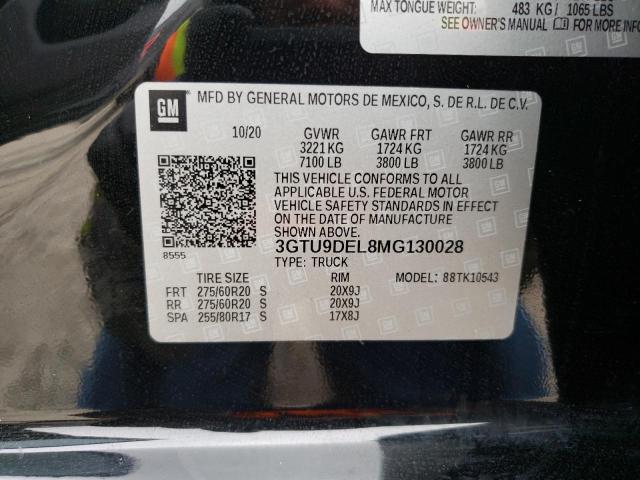 MAX TONGUE WEIGHT: 483 KG / 1065 LBS
SEE OWNER'S MANUAL FOR MORE INFO
GM MFD BY GENERAL MOTORS DE MEXICO, S. DE R.L. DE C.V.
10/20 GVWR GAWR FRT GAWR RR
3221 KG 1724 KG 1724 KG
7100 LB 3800 LB 3800 LB
THIS VEHICLE CONFORMS TO ALL
APPLICABLE U.S. FEDERAL MOTOR
VEHICLE SAFETY STANDARDS IN EFFECT
ON THE DATE OF MANUFACTURE
SHOWN ABOVE.
3GTU9DEL8MG130028
8555 TYPE: TRUCK
TIRE SIZE RIM MODEL: 88TK10543
FRT 275/60R20 S 20X9J
RR 275/60R20 S 20X9J
SPA 255/80R17 S 17X8J